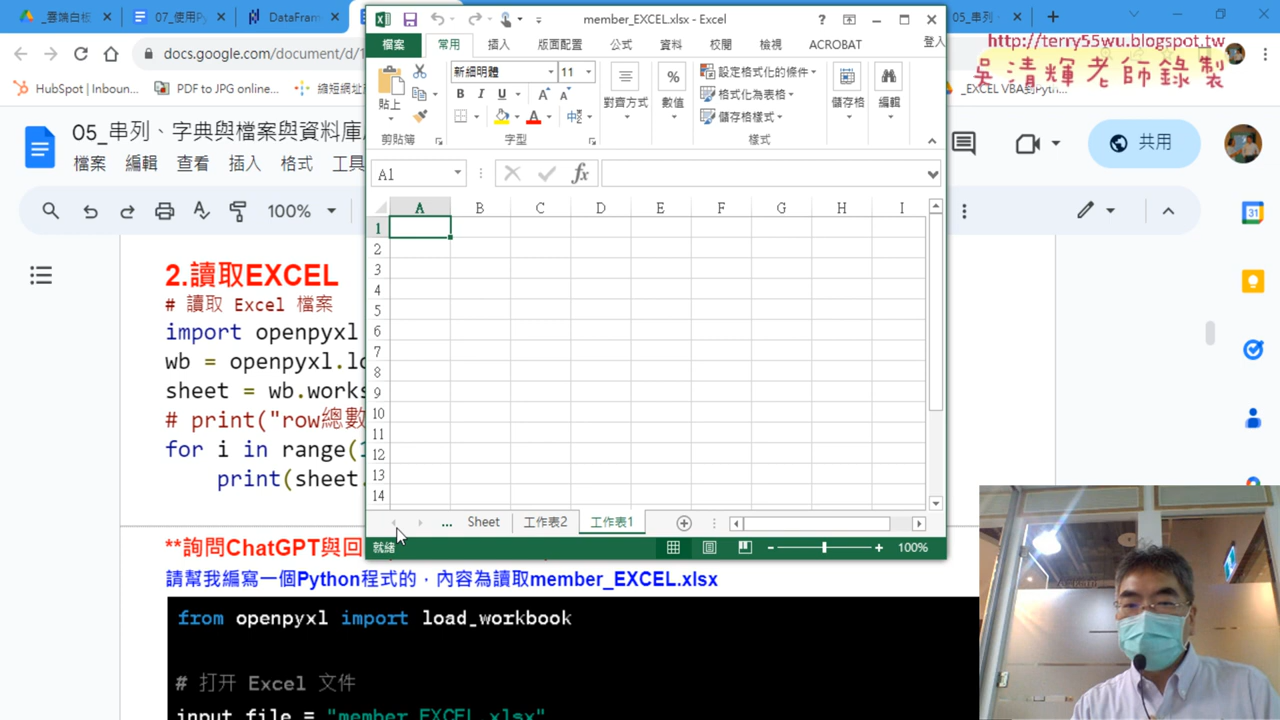 _雲端白板
07_使用Py
DataFram
member_EXCEL.xlsx - Excel
05_串列
檔案
常用
插入
版面配置
公式
資料
校閱
檢視
ACROBAT
登入
http://terry55wu.blogspot.tw
吳清輝老師錄製
docs.google.com/document/d/1
HubSpot | Inboun...
PDF to JPG online...
縮短網址
_EXCEL VBA到Pyth...
貼上
剪貼簿
新細明體
11
B I U
A A
中
字型
對齊方式
%
數值
設定格式化的條件
格式化為表格
儲存格樣式
樣式
儲存格
編輯
05_串列、字典與檔案與資料庫
檔案 編輯 查看 插入 格式 工具
共用
100%
A1
fx
A B C D E F G H I
1
2
3
4
5
6
7
8
9
10
11
12
13
14
... Sheet 工作表2 工作表1
就緒
100%
31
2.讀取EXCEL
# 讀取 Excel 檔案
import openpyxl
wb = openpyxl.lo
sheet = wb.works
# print("row總數
for i in range(1
print(sheet.
**詢問ChatGPT與回
請幫我編寫一個Python程式的，內容為讀取member_EXCEL.xlsx
from openpyxl import load_workbook
# 打开 Excel 文件
input_file = "member_EXCEL.xlsx"